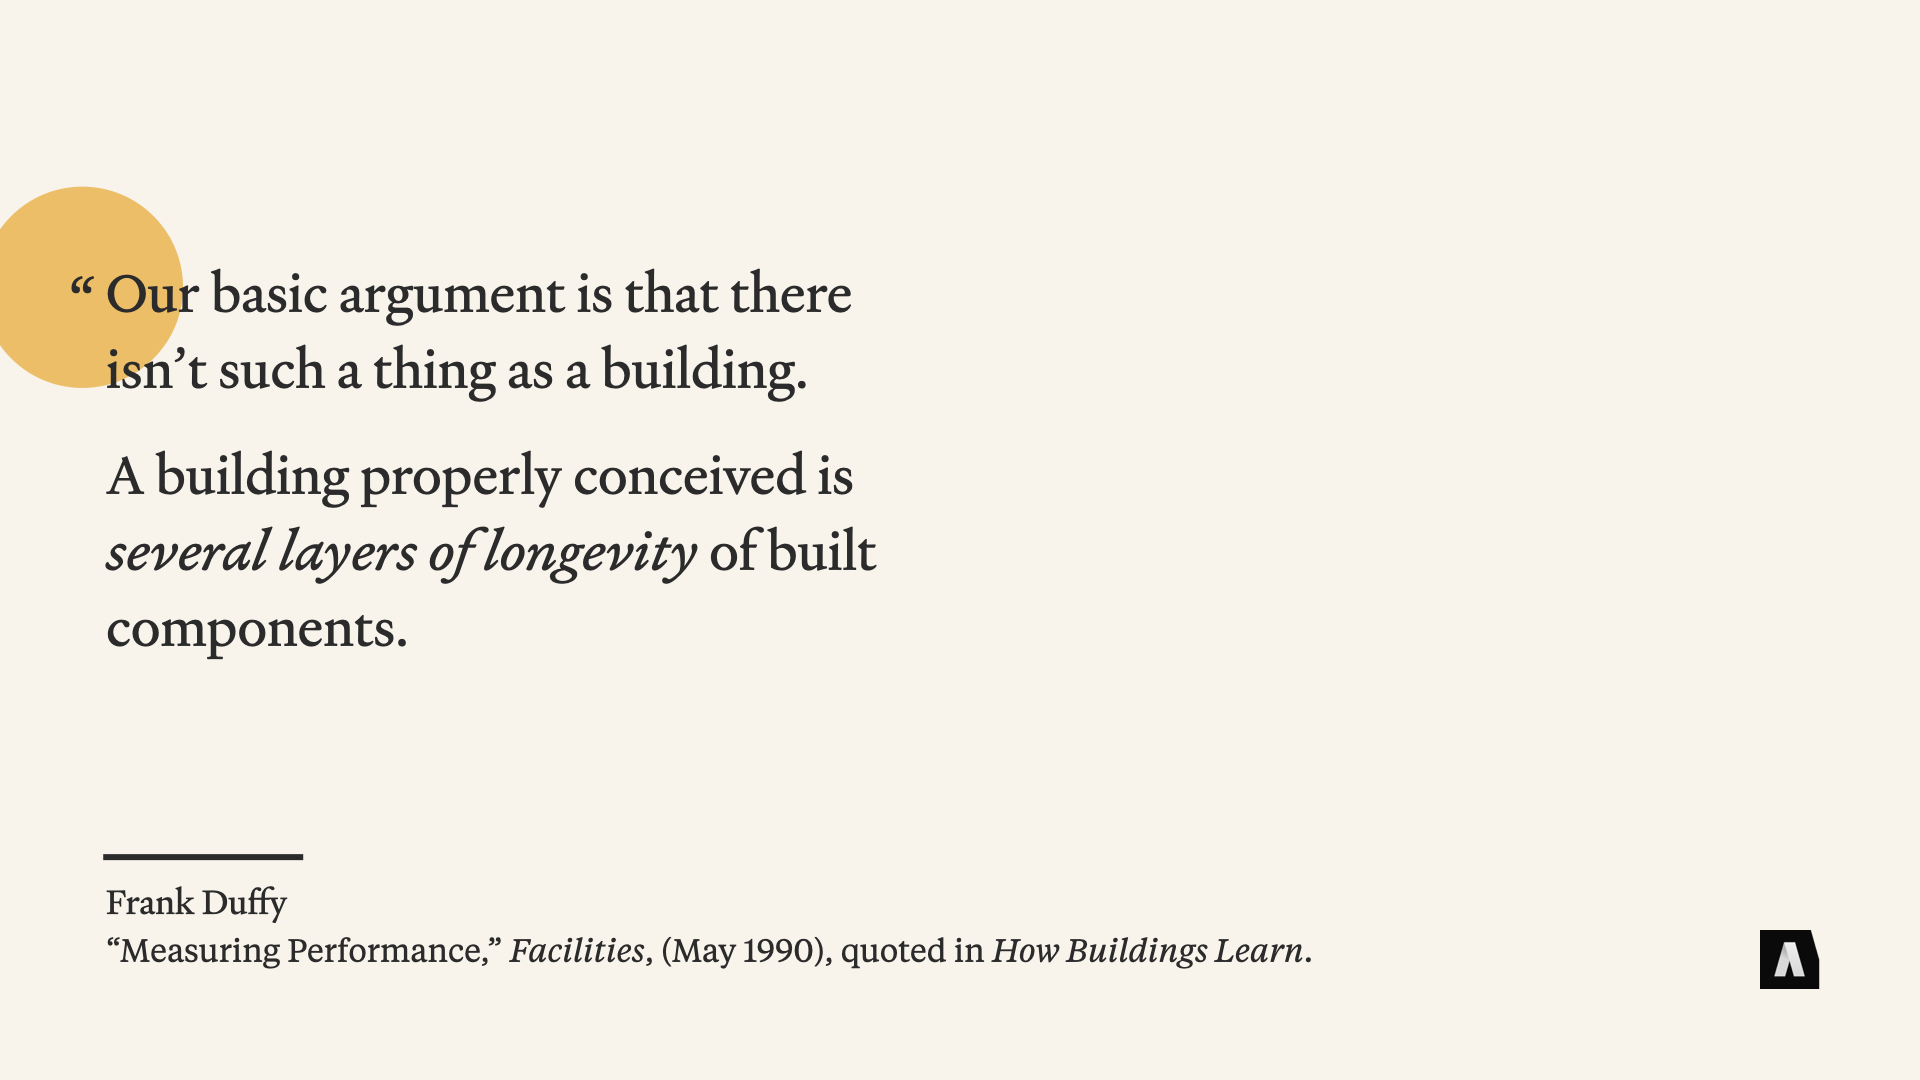 “ Our basic argument is that there
isn’t such a thing as a building.
A building properly conceived is
several layers of longevity of built
components.
Frank Duffy
“Measuring Performance,” Facilities, (May 1990), quoted in How Buildings Learn.